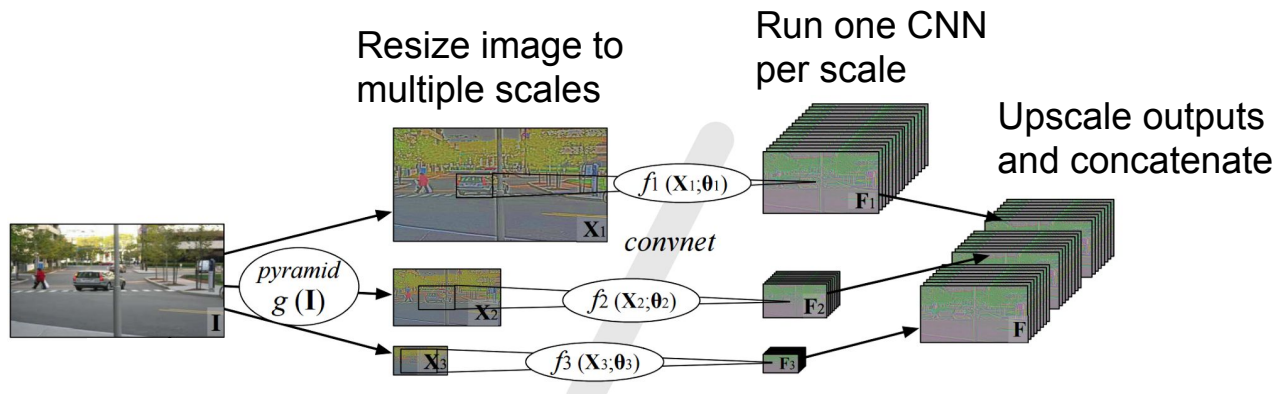 Resize image to
multiple scales
Run one CNN
per scale
Upscale outputs
and concatenate
I
pyramid
g (I)
X1
f1 (X1;θ1)
F1
convnet
X2
f2 (X2;θ2)
F2
X3
f3 (X3;θ3)
F3
F